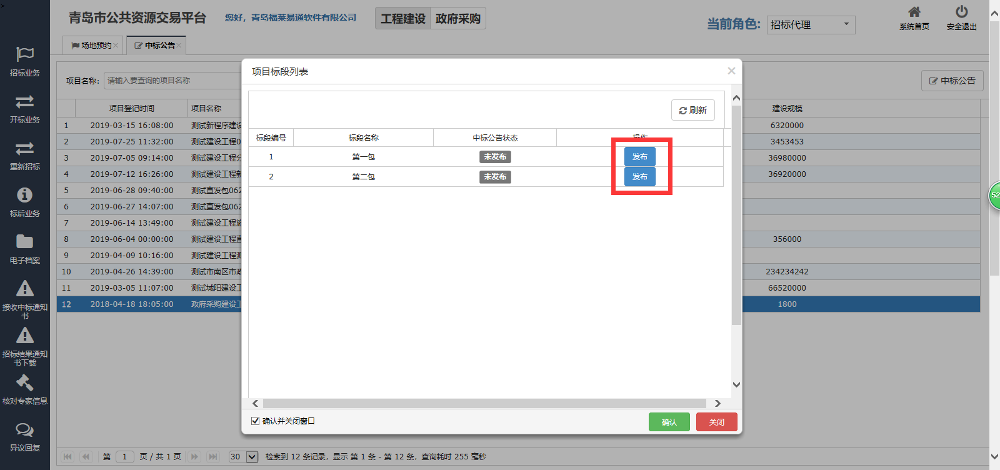 青岛市公共资源交易平台
您好，青岛福莱易通软件有限公司
工程建设 政府采购
当前角色: 招标代理
系统首页 安全退出
场地预约× 中标公告×
招标业务
开标业务
重新招标
标后业务
电子档案
接收中标通知书
招标结果通知书下载
核对专家信息
异议回复
项目名称: 请输入要查询的项目名称
中标公告
项目登记时间 项目名称 建设规模
1 2019-03-15 16:08:00 测试新程序建设 6320000
2 2019-07-25 11:32:00 测试建设工程0 3453453
3 2019-07-05 09:14:00 测试建设工程分 36980000
4 2019-07-12 16:26:00 测试建设工程新 36920000
5 2019-06-28 09:40:00 测试直发包062
6 2019-06-27 14:07:00 测试直发包062
7 2019-06-14 13:49:00 测试建设工程施
8 2019-06-04 00:00:00 测试建设工程直 356000
9 2019-04-09 10:16:00 测试建设工程测
10 2019-04-26 14:39:00 测试市南区市政 234234242
11 2019-03-05 11:07:00 测试城阳建设工 66520000
12 2018-04-18 18:05:00 政府采购建设工 1800
项目标段列表 ×
刷新
标段编号 标段名称 中标公告状态 操作
1 第一包 未发布 发布
2 第二包 未发布 发布
确认并关闭窗口
确认 关闭
第 1 页 / 共 1 页 30 检索到 12 条记录，显示 第 1 条 - 第 12 条，查询耗时 255 毫秒
52